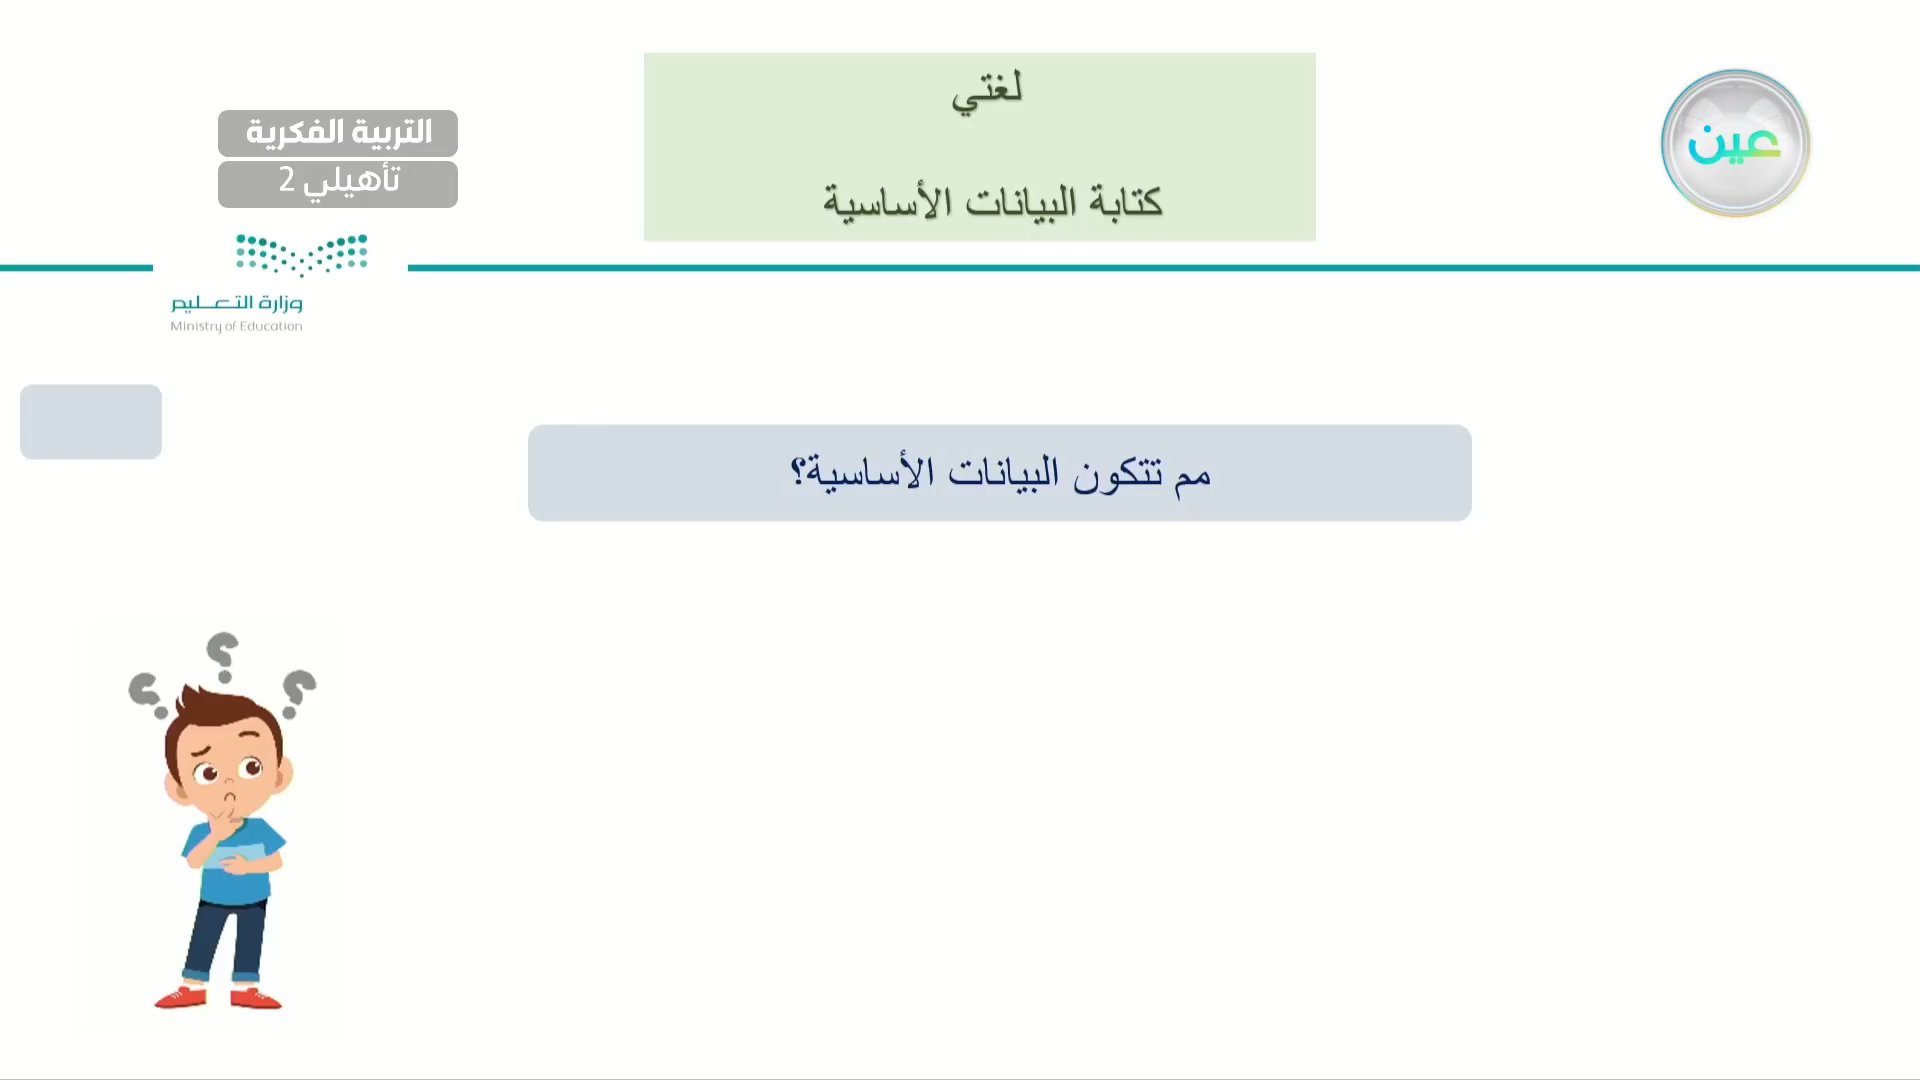 لغتي
كتابة البيانات الأساسية
عين
التربية الفكرية
تأهيلي 2
وزارة التعليم
Ministry of Education
مم تتكون البيانات الأساسية؟
؟
؟
؟